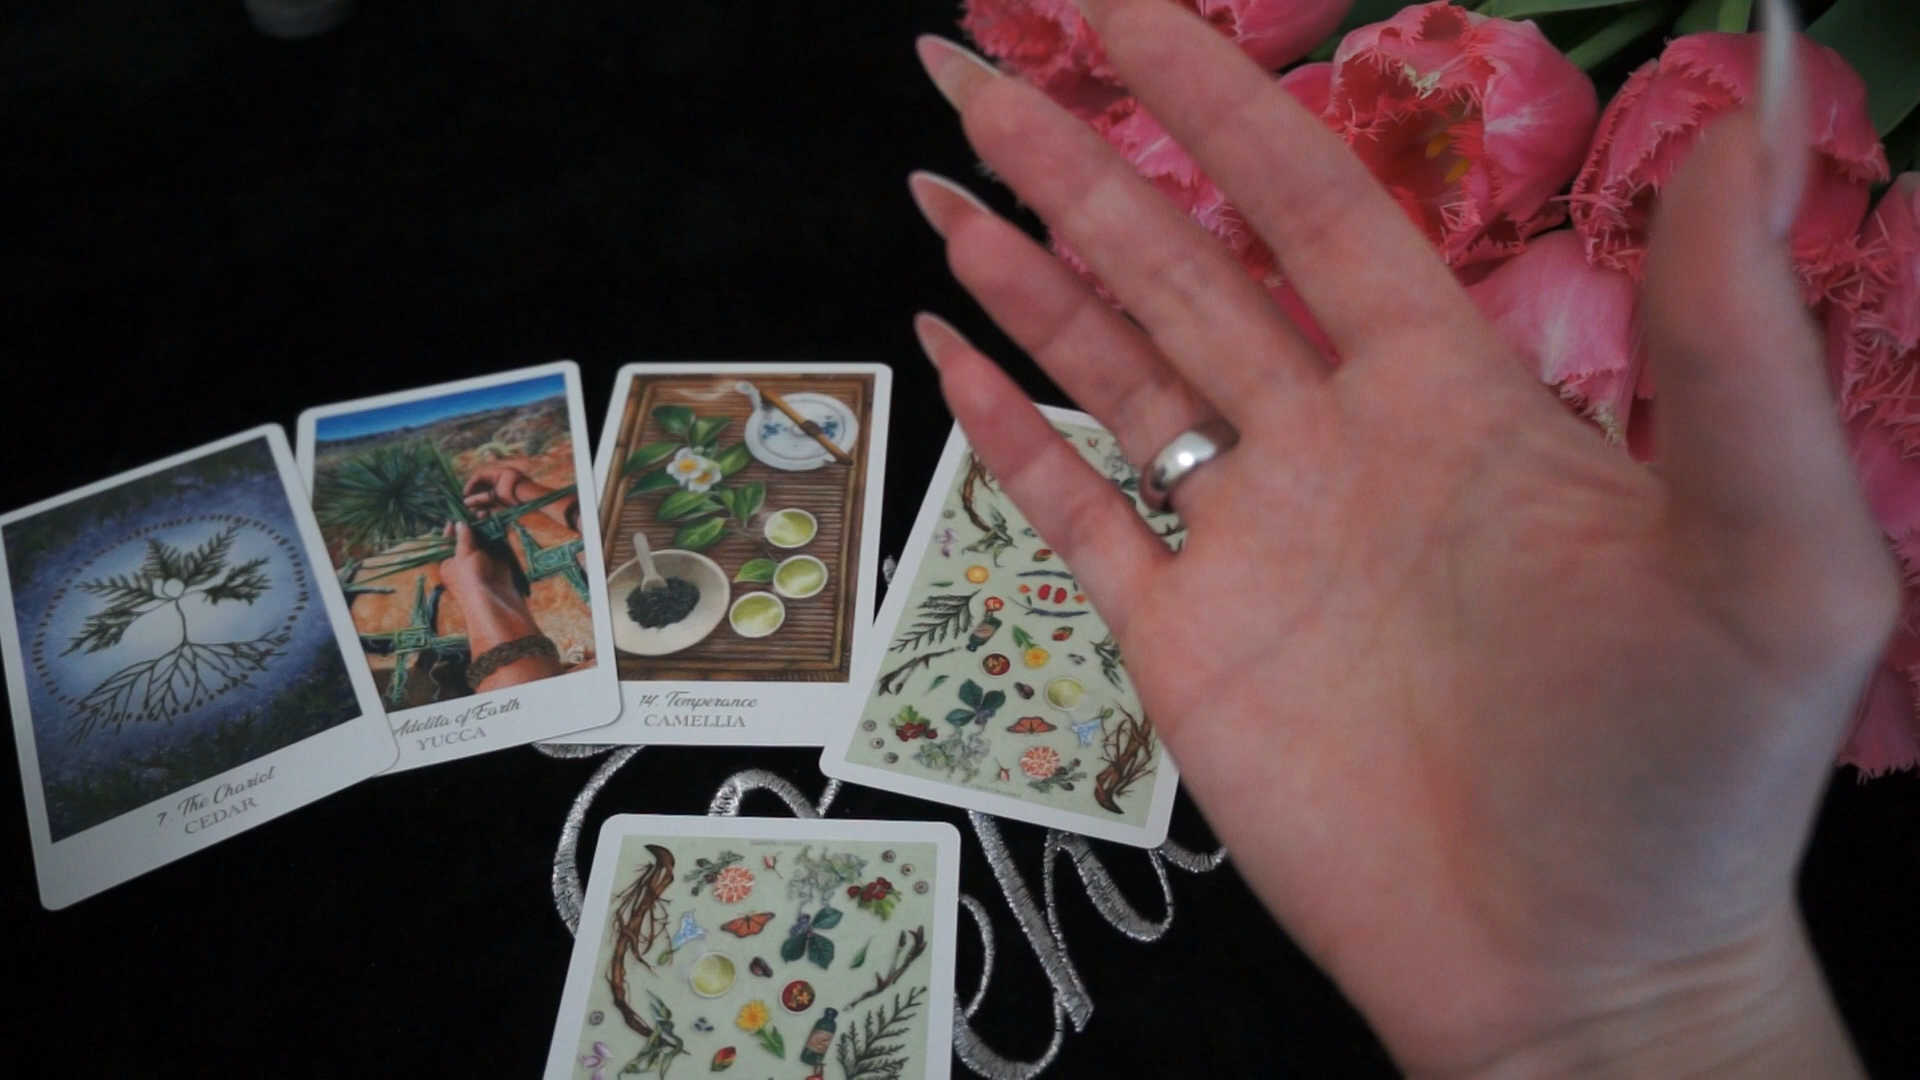 7. The Chariot
CEDAR
Adelita of Earth
YUCCA
14. Temperance
CAMELLIA